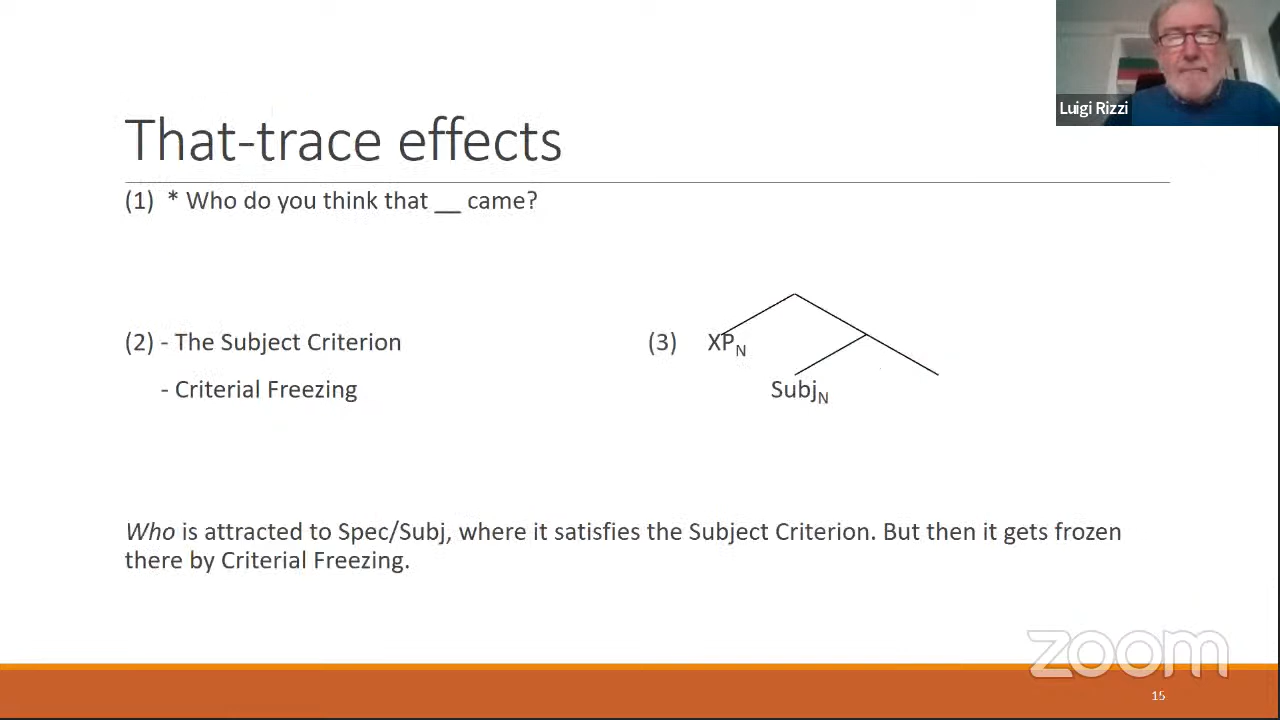 Luigi Rizzi
That-trace effects
(1) * Who do you think that __ came?
(2) - The Subject Criterion
(3) XPN
- Criterial Freezing
SubjN
Who is attracted to Spec/Subj, where it satisfies the Subject Criterion. But then it gets frozen
there by Criterial Freezing.
zoom
15